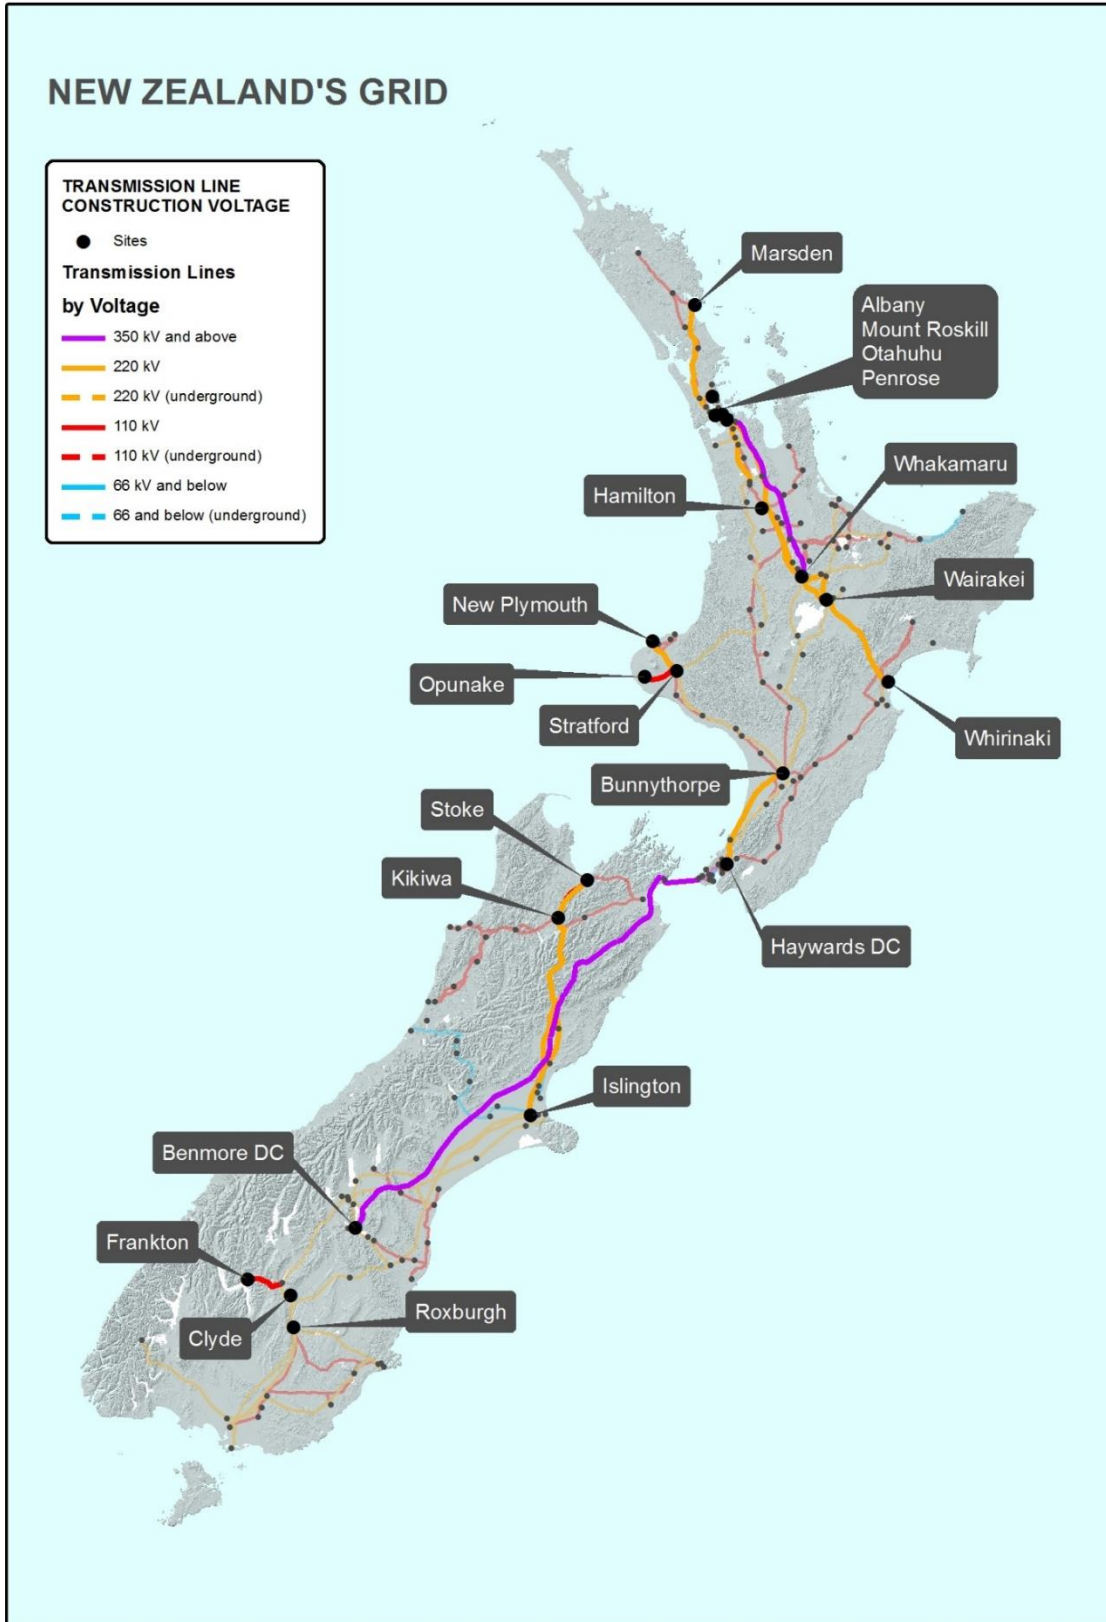 NEW ZEALAND'S GRID
TRANSMISSION LINE
CONSTRUCTION VOLTAGE
Sites
Transmission Lines
by Voltage
350 kV and above
220 kV
220 kV (underground)
110 kV
110 kV (underground)
66 kV and below
66 and below (underground)
Marsden
Albany
Mount Roskill
Otahuhu
Penrose
Whakamaru
Hamilton
Wairakei
New Plymouth
Opunake
Stratford
Whirinaki
Bunnythorpe
Stoke
Kikiwa
Haywards DC
Islington
Benmore DC
Frankton
Roxburgh
Clyde